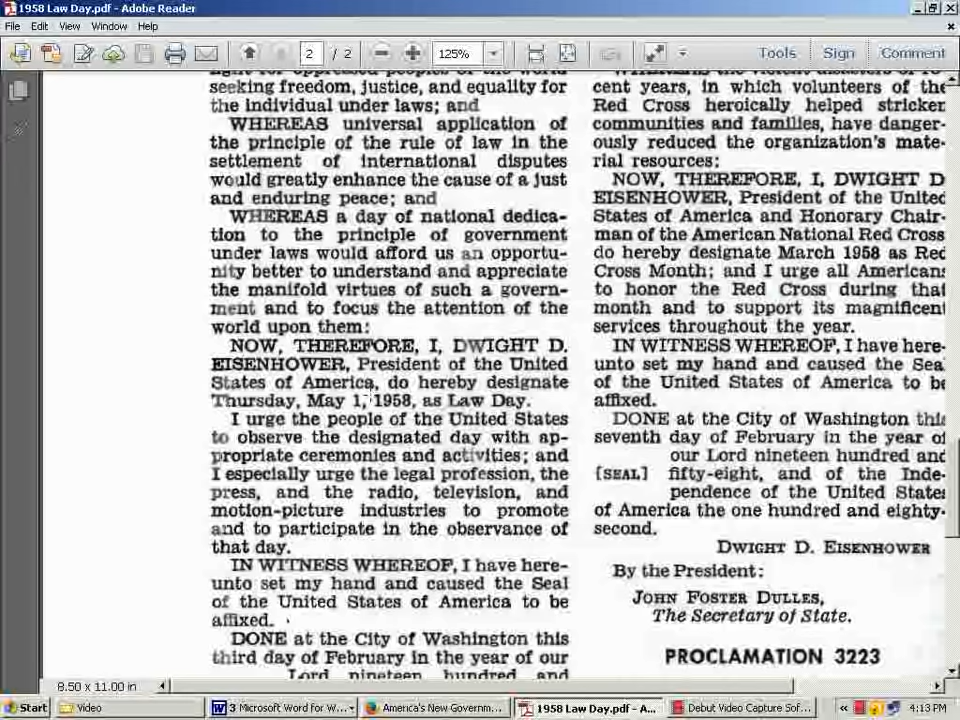 1958 Law Day.pdf - Adobe Reader
File Edit View Window Help
2 / 2 125% Tools Sign Comment
light for oppressed peoples of the world
seeking freedom, justice, and equality for
the individual under laws; and
WHEREAS universal application of
the principle of the rule of law in the
settlement of international disputes
would greatly enhance the cause of a just
and enduring peace; and
WHEREAS a day of national dedica-
tion to the principle of government
under laws would afford us an opportu-
nity better to understand and appreciate
the manifold virtues of such a govern-
ment and to focus the attention of the
world upon them:
NOW, THEREFORE, I, DWIGHT D.
EISENHOWER, President of the United
States of America, do hereby designate
Thursday, May 1, 1958, as Law Day.
I urge the people of the United States
to observe the designated day with ap-
propriate ceremonies and activities; and
I especially urge the legal profession, the
press, and the radio, television, and
motion-picture industries to promote
and to participate in the observance of
that day.
IN WITNESS WHEREOF, I have here-
unto set my hand and caused the Seal
of the United States of America to be
affixed.
DONE at the City of Washington this
third day of February in the year of our
Lord nineteen hundred and
WHEREAS the violent disasters of re-
cent years, in which volunteers of the
Red Cross heroically helped stricken
communities and families, have danger-
ously reduced the organization's mate-
rial resources:
NOW, THEREFORE, I, DWIGHT D
EISENHOWER, President of the United
States of America and Honorary Chair-
man of the American National Red Cross
do hereby designate March 1958 as Red
Cross Month; and I urge all Americans
to honor the Red Cross during that
month and to support its magnificent
services throughout the year.
IN WITNESS WHEREOF, I have here-
unto set my hand and caused the Seal
of the United States of America to be
affixed.
DONE at the City of Washington this
seventh day of February in the year of
our Lord nineteen hundred and
[SEAL] fifty-eight, and of the Inde-
pendence of the United States
of America the one hundred and eighty-
second.
DWIGHT D. EISENHOWER
By the President:
JOHN FOSTER DULLES,
The Secretary of State.
PROCLAMATION 3223
8.50 x 11.00 in
Start Video 3 Microsoft Word for W... America's New Governm... 1958 Law Day.pdf - A... Debut Video Capture Sof... 4:13 PM